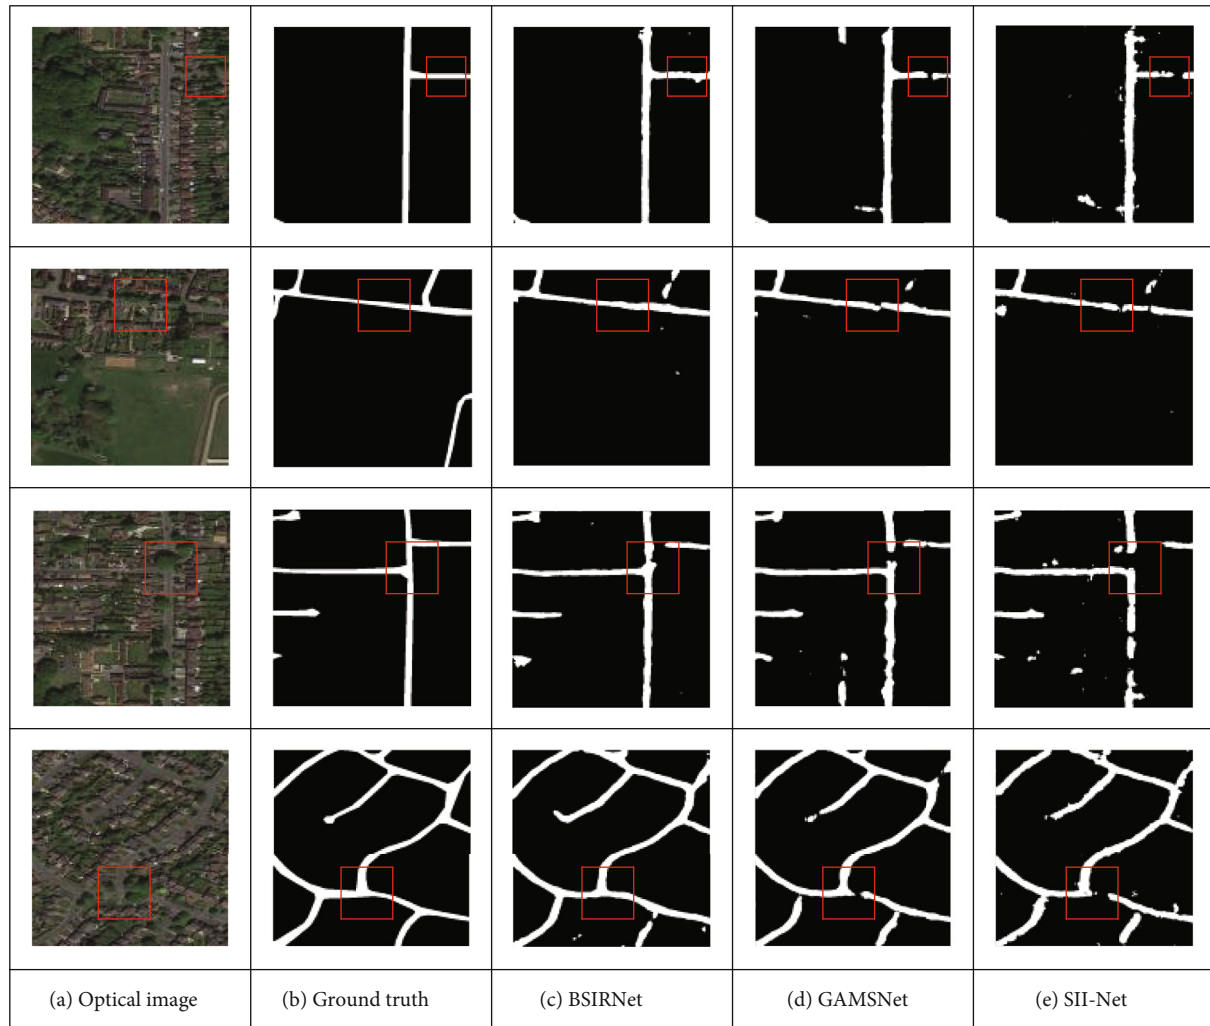 (a) Optical image
(b) Ground truth
(c) BSIRNet
(d) GAMSNet
(e) SII-Net